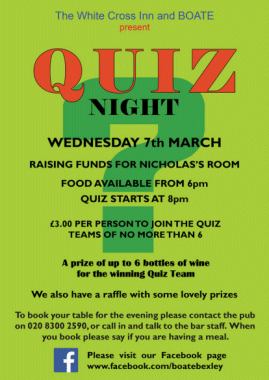 The White Cross Inn and BOATE
present
QUIZ
NIGHT
WEDNESDAY 7th MARCH
RAISING FUNDS FOR NICHOLAS'S ROOM
FOOD AVAILABLE FROM 6pm
QUIZ STARTS AT 8pm
£3.00 PER PERSON TO JOIN THE QUIZ
TEAMS OF NO MORE THAN 6
A prize of up to 6 bottles of wine
for the winning Quiz Team
We also have a raffle with some lovely prizes
To book your table for the evening please contact the pub
on 020 8300 2590, or call in and talk to the bar staff. When
you book please say if you are having a meal.
f
Please visit our Facebook page
www.facebook.com/boatebexley